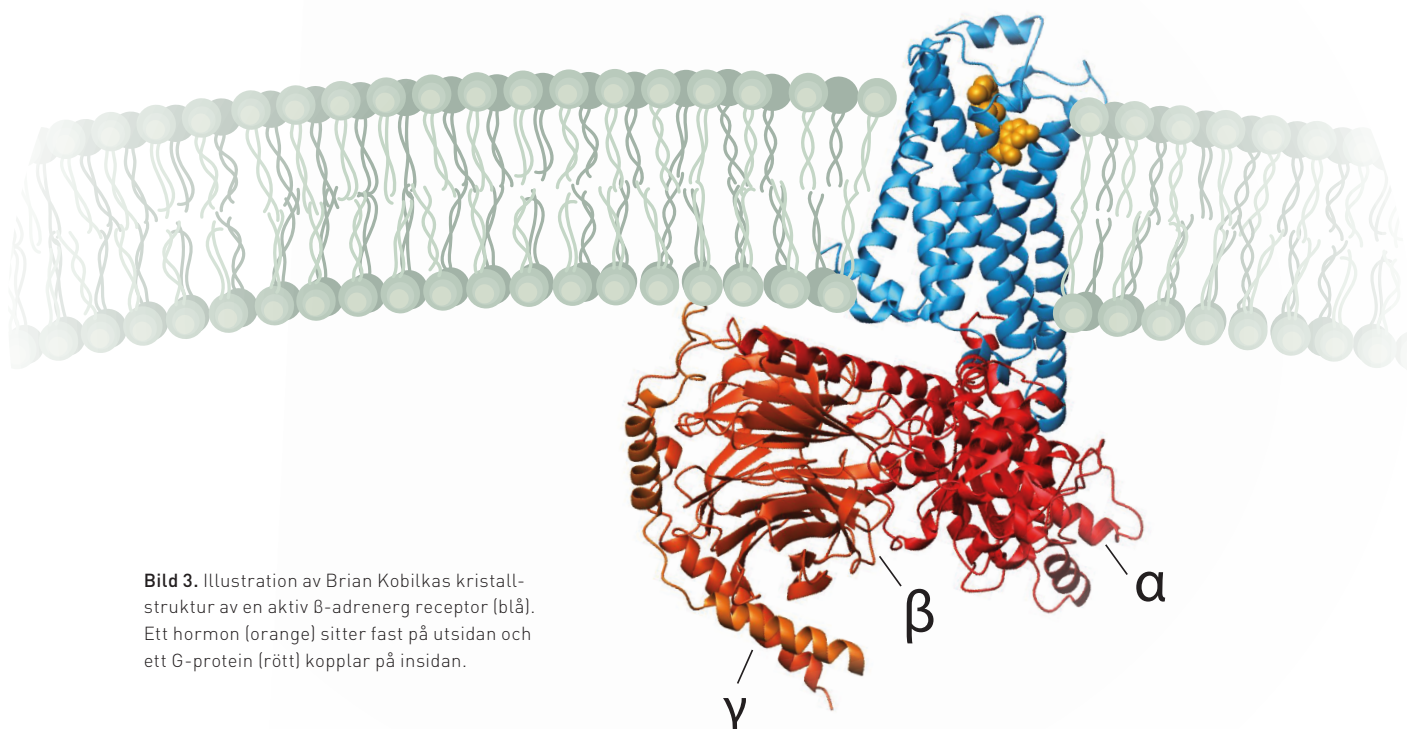 Bild 3. Illustration av Brian Kobilkas kristall-
struktur av en aktiv ß-adrenerg receptor (blå).
Ett hormon (orange) sitter fast på utsidan och
ett G-protein (rött) kopplar på insidan.
α
β
γ